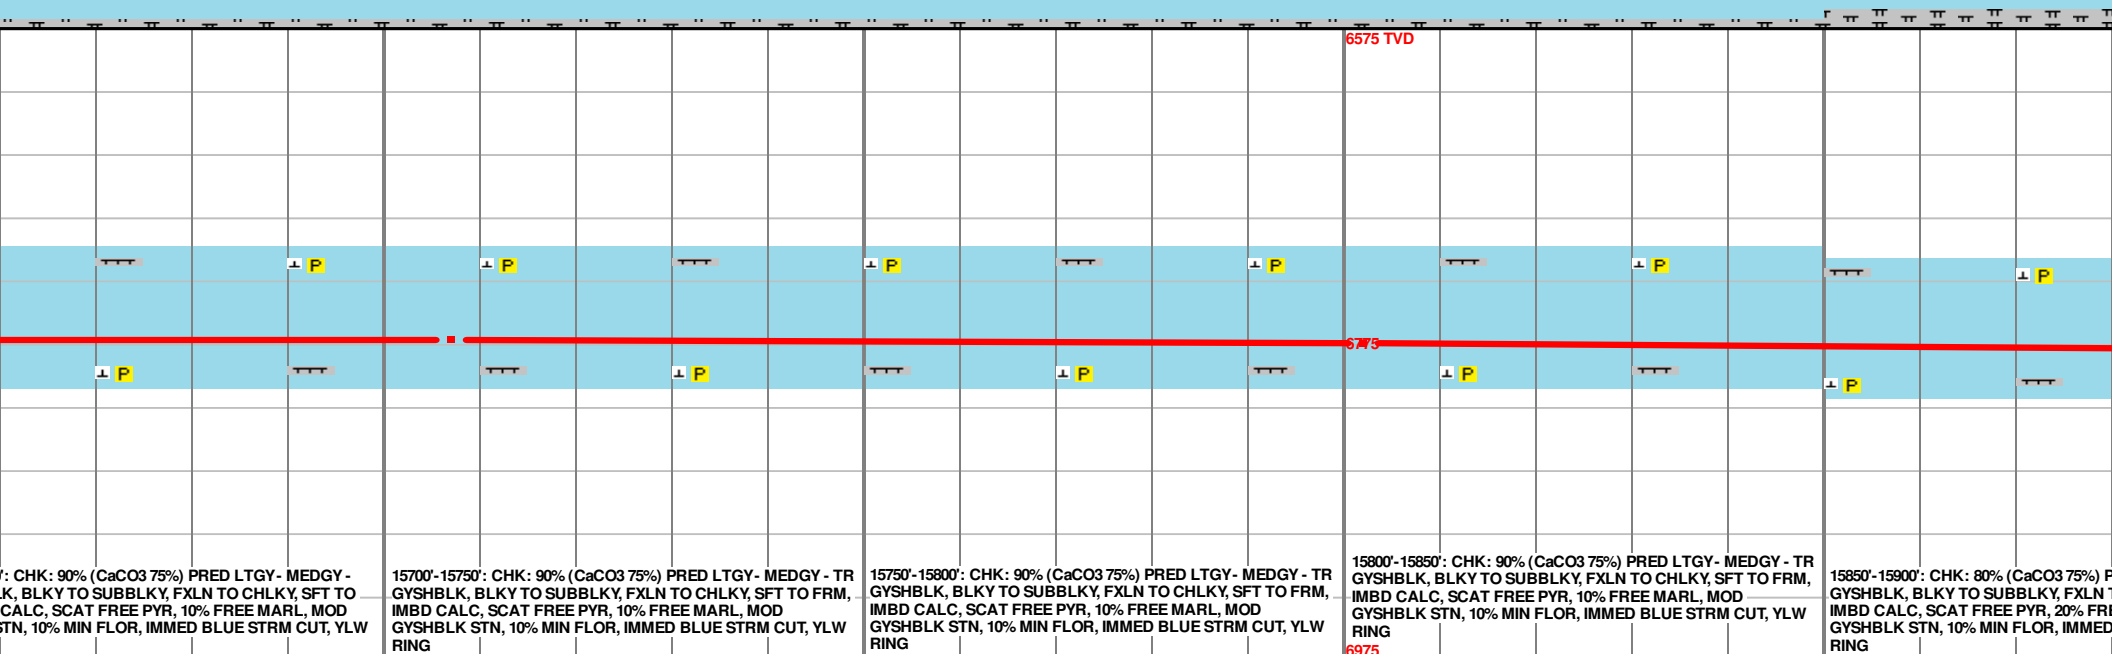 6575 TVD
P
P
P
P
P
P
6775
P
P
P
P
P
': CHK: 90% (CaCO3 75%) PRED LTGY- MEDGY -
K, BLKY TO SUBBLKY, FXLN TO CHLKY, SFT TO
CALC, SCAT FREE PYR, 10% FREE MARL, MOD
STN, 10% MIN FLOR, IMMED BLUE STRM CUT, YLW
15700'-15750': CHK: 90% (CaCO3 75%) PRED LTGY- MEDGY - TR
GYSHBLK, BLKY TO SUBBLKY, FXLN TO CHLKY, SFT TO FRM,
IMBD CALC, SCAT FREE PYR, 10% FREE MARL, MOD
GYSHBLK STN, 10% MIN FLOR, IMMED BLUE STRM CUT, YLW
RING
15750'-15800': CHK: 90% (CaCO3 75%) PRED LTGY- MEDGY - TR
GYSHBLK, BLKY TO SUBBLKY, FXLN TO CHLKY, SFT TO FRM,
IMBD CALC, SCAT FREE PYR, 10% FREE MARL, MOD
GYSHBLK STN, 10% MIN FLOR, IMMED BLUE STRM CUT, YLW
RING
15800'-15850': CHK: 90% (CaCO3 75%) PRED LTGY- MEDGY - TR
GYSHBLK, BLKY TO SUBBLKY, FXLN TO CHLKY, SFT TO FRM,
IMBD CALC, SCAT FREE PYR, 10% FREE MARL, MOD
GYSHBLK STN, 10% MIN FLOR, IMMED BLUE STRM CUT, YLW
RING
6975
15850'-15900': CHK: 80% (CaCO3 75%) P
GYSHBLK, BLKY TO SUBBLKY, FXLN T
IMBD CALC, SCAT FREE PYR, 20% FRE
GYSHBLK STN, 10% MIN FLOR, IMMED
RING